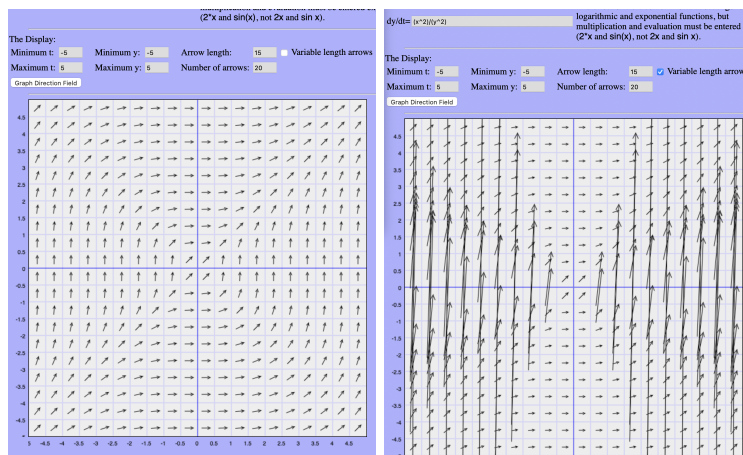 (2*x and sin(x), not 2x and sin x).
The Display:
Minimum t: -5 Minimum y: -5 Arrow length: 15 Variable length arrows
Maximum t: 5 Maximum y: 5 Number of arrows: 20
Graph Direction Field
4.5
4
3.5
3
2.5
2
1.5
1
0.5
0
-0.5
-1
-1.5
-2
-2.5
-3
-3.5
-4
-4.5
5 -4.5 -4 -3.5 -3 -2.5 -2 -1.5 -1 -0.5 0 0.5 1 1.5 2 2.5 3 3.5 4 4.5
dy/dt= (x^2)/(y^2)
logarithmic and exponential functions, but
multiplication and evaluation must be entered
(2*x and sin(x), not 2x and sin x).
The Display:
Minimum t: -5 Minimum y: -5 Arrow length: 15 Variable length arrow
Maximum t: 5 Maximum y: 5 Number of arrows: 20
Graph Direction Field
4.5
4
3.5
3
2.5
2
1.5
1
0.5
0
-0.5
-1
-1.5
-2
-2.5
-3
-3.5
-4
-4.5